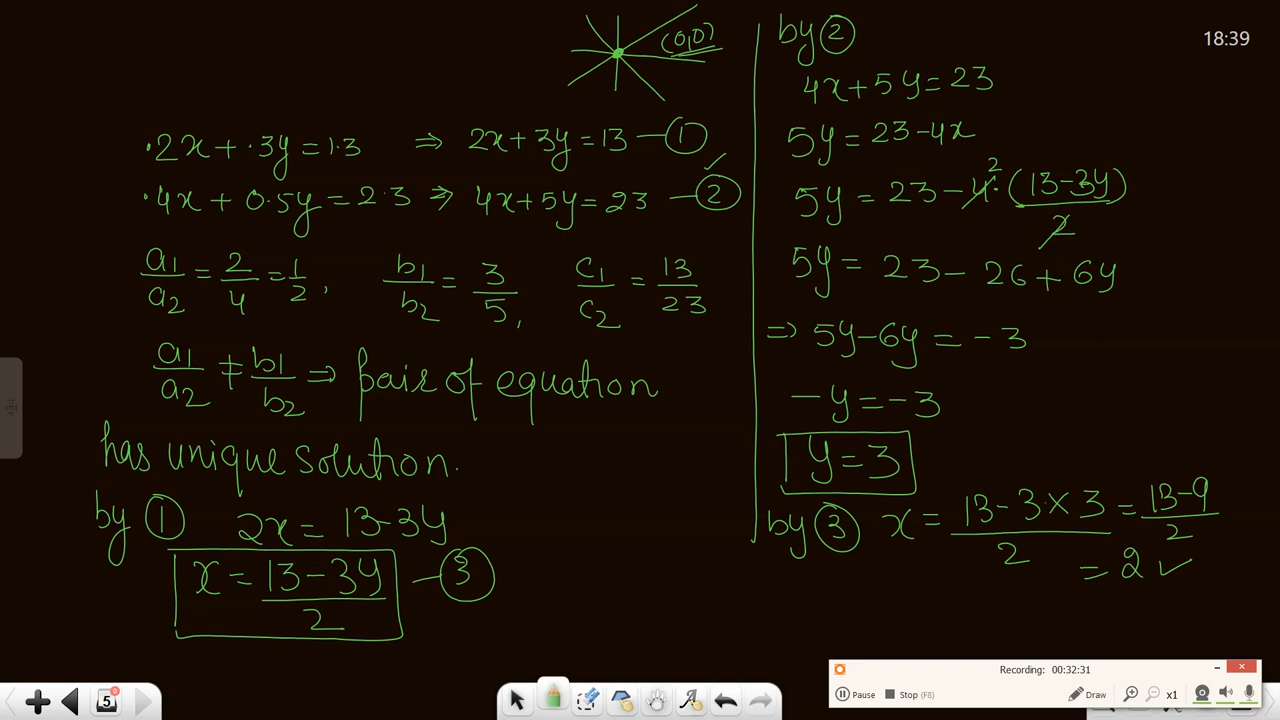 (0,0)
.2x + .3y = 1.3 ⇒ 2x + 3y = 13 — ①
.4x + 0.5y = 2.3 ⇒ 4x + 5y = 23 — ②
a1/a2 = 2/4 = 1/2, b1/b2 = 3/5, c1/c2 = 13/23
a1/a2 ≠ b1/b2 ⇒ pair of equation
has unique solution.
by ① 2x = 13 - 3y
x = (13 - 3y)/2 — ③
by ②
4x + 5y = 23
5y = 23 - 4x
5y = 23 - 4² · (13 - 3y)/2
5y = 23 - 26 + 6y
⇒ 5y - 6y = -3
-y = -3
y = 3
by ③ x = (13 - 3 × 3)/2 = (13 - 9)/2
= 2 ✓
18:39
5
Recording: 00:32:31
Pause Stop (F8) Draw x1